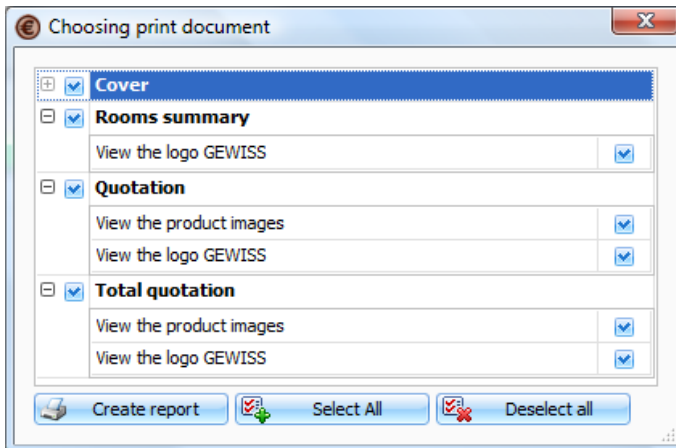 Choosing print document
Cover
Rooms summary
View the logo GEWISS
Quotation
View the product images
View the logo GEWISS
Total quotation
View the product images
View the logo GEWISS
Create report Select All Deselect all